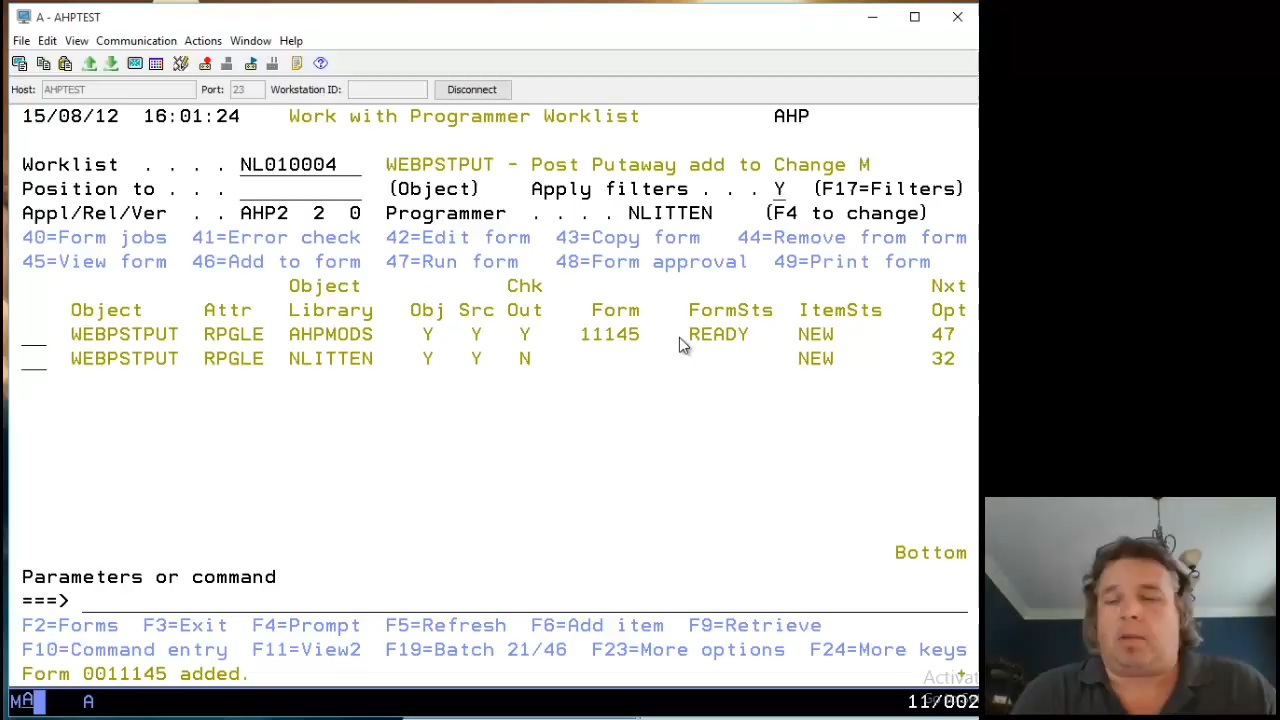 A - AHPTEST
File Edit View Communication Actions Window Help
Host: AHPTEST Port: 23 Workstation ID: Disconnect
15/08/12 16:01:24 Work with Programmer Worklist AHP
Worklist . . . . NL010004 WEBPSTPUT - Post Putaway add to Change M
Position to . . . (Object) Apply filters . . . Y (F17=Filters)
Appl/Rel/Ver . . AHP2 2 0 Programmer . . . . NLITTEN (F4 to change)
40=Form jobs 41=Error check 42=Edit form 43=Copy form 44=Remove from form
45=View form 46=Add to form 47=Run form 48=Form approval 49=Print form
Object Chk Nxt
Object Attr Library Obj Src Out Form FormSts ItemSts Opt
WEBPSTPUT RPGLE AHPMODS Y Y Y 11145 READY NEW 47
WEBPSTPUT RPGLE NLITTEN Y Y N NEW 32
Bottom
Parameters or command
===>
F2=Forms F3=Exit F4=Prompt F5=Refresh F6=Add item F9=Retrieve
F10=Command entry F11=View2 F19=Batch 21/46 F23=More options F24=More keys
Form 0011145 added. +
Activat
MA A 11/002